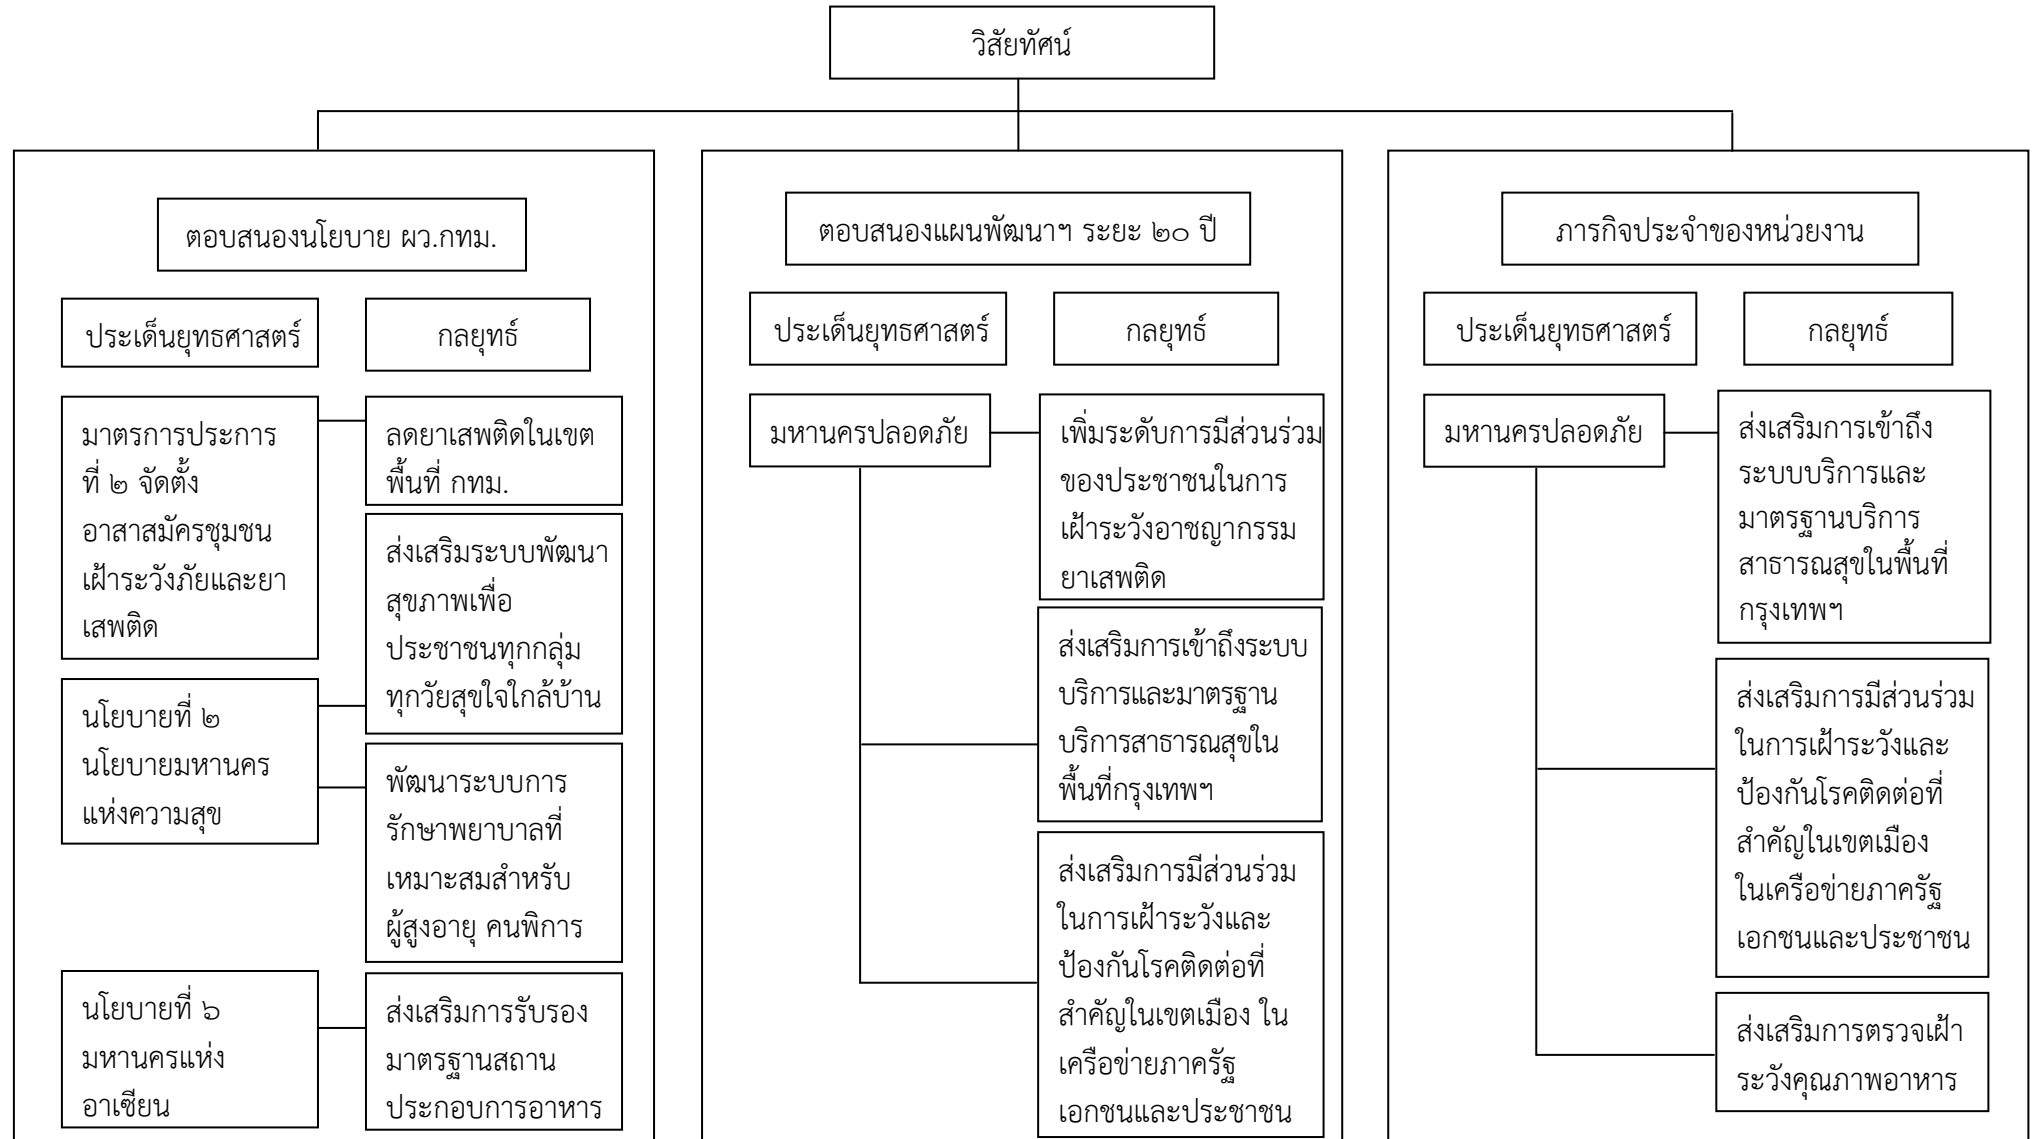 วิสัยทัศน์
ตอบสนองนโยบาย ผว.กทม.
ประเด็นยุทธศาสตร์
กลยุทธ์
มาตรการประการ
ที่ ๒ จัดตั้ง
อาสาสมัครชุมชน
เฝ้าระวังภัยและยา
เสพติด
ลดยาเสพติดในเขต
พื้นที่ กทม.
ส่งเสริมระบบพัฒนา
สุขภาพเพื่อ
ประชาชนทุกกลุ่ม
ทุกวัยสุขใจใกล้บ้าน
นโยบายที่ ๒
นโยบายมหานคร
แห่งความสุข
พัฒนาระบบการ
รักษาพยาบาลที่
เหมาะสมสำหรับ
ผู้สูงอายุ คนพิการ
นโยบายที่ ๖
มหานครแห่ง
อาเซียน
ส่งเสริมการรับรอง
มาตรฐานสถาน
ประกอบการอาหาร
ตอบสนองแผนพัฒนาฯ ระยะ ๒๐ ปี
ประเด็นยุทธศาสตร์
กลยุทธ์
มหานครปลอดภัย
เพิ่มระดับการมีส่วนร่วม
ของประชาชนในการ
เฝ้าระวังอาชญากรรม
ยาเสพติด
ส่งเสริมการเข้าถึงระบบ
บริการและมาตรฐาน
บริการสาธารณสุขใน
พื้นที่กรุงเทพฯ
ส่งเสริมการมีส่วนร่วม
ในการเฝ้าระวังและ
ป้องกันโรคติดต่อที่
สำคัญในเขตเมือง ใน
เครือข่ายภาครัฐ
เอกชนและประชาชน
ภารกิจประจำของหน่วยงาน
ประเด็นยุทธศาสตร์
กลยุทธ์
มหานครปลอดภัย
ส่งเสริมการเข้าถึง
ระบบบริการและ
มาตรฐานบริการ
สาธารณสุขในพื้นที่
กรุงเทพฯ
ส่งเสริมการมีส่วนร่วม
ในการเฝ้าระวังและ
ป้องกันโรคติดต่อที่
สำคัญในเขตเมือง
ในเครือข่ายภาครัฐ
เอกชนและประชาชน
ส่งเสริมการตรวจเฝ้า
ระวังคุณภาพอาหาร